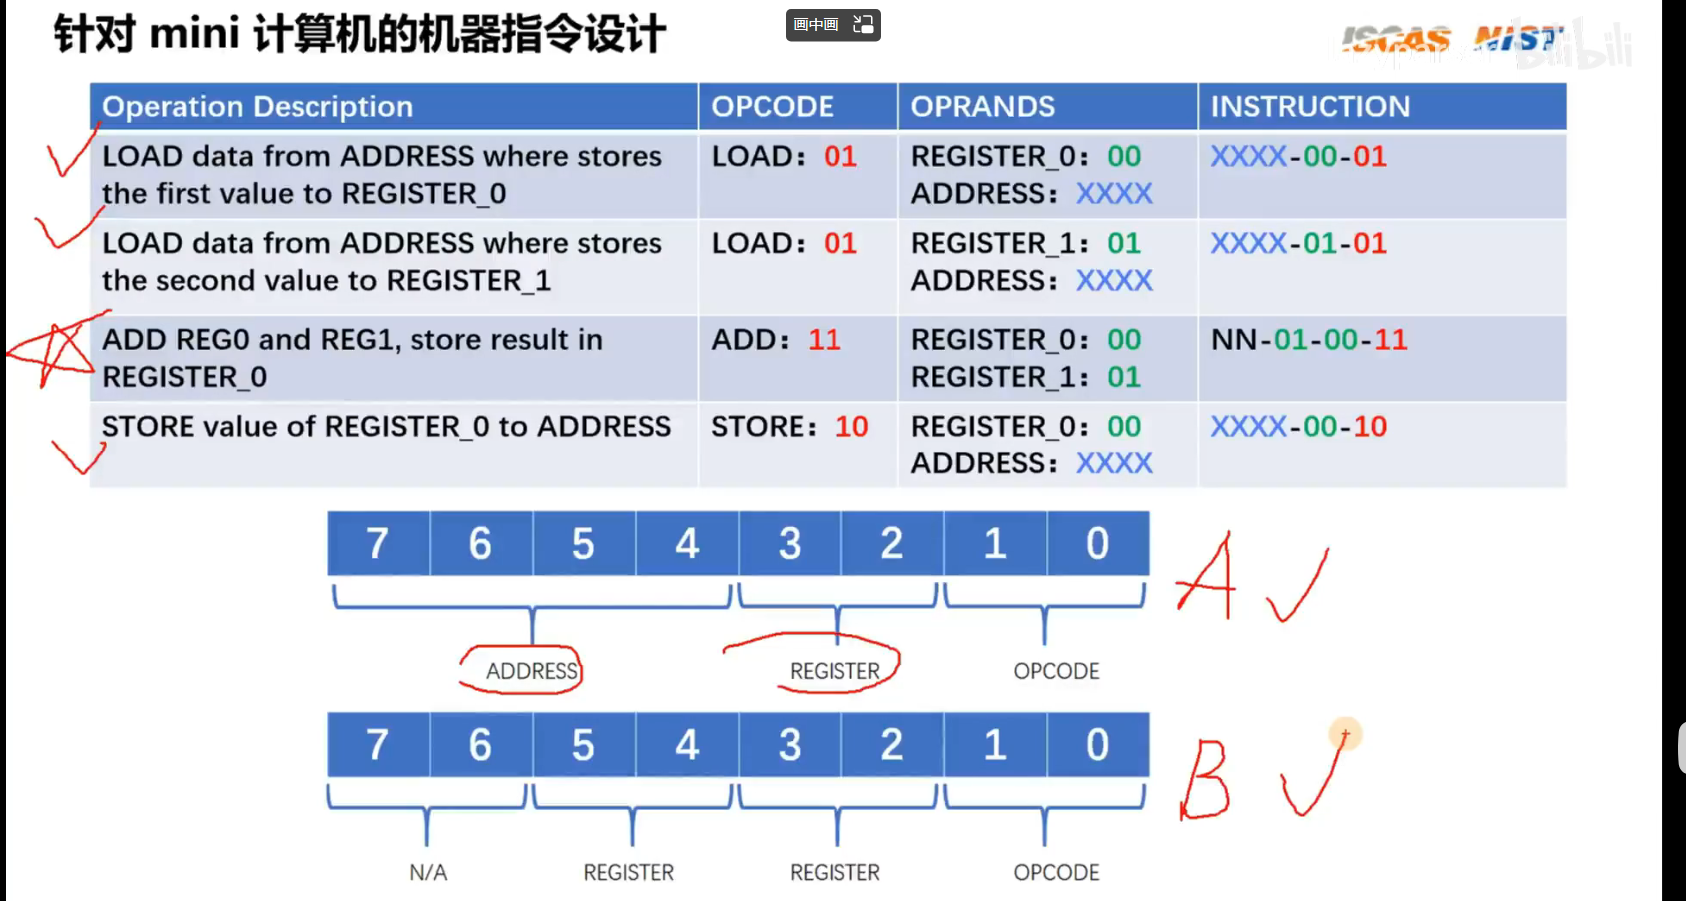 针对 mini 计算机的机器指令设计
画中画
ISCAS MIST
bilibili
Operation Description OPCODE OPRANDS INSTRUCTION
LOAD data from ADDRESS where stores the first value to REGISTER_0
LOAD：01
REGISTER_0：00
ADDRESS：XXXX
XXXX-00-01
LOAD data from ADDRESS where stores the second value to REGISTER_1
LOAD：01
REGISTER_1：01
ADDRESS：XXXX
XXXX-01-01
ADD REG0 and REG1, store result in REGISTER_0
ADD：11
REGISTER_0：00
REGISTER_1：01
NN-01-00-11
STORE value of REGISTER_0 to ADDRESS
STORE：10
REGISTER_0：00
ADDRESS：XXXX
XXXX-00-10
7 6 5 4 3 2 1 0
A
ADDRESS REGISTER OPCODE
7 6 5 4 3 2 1 0
B
N/A REGISTER REGISTER OPCODE